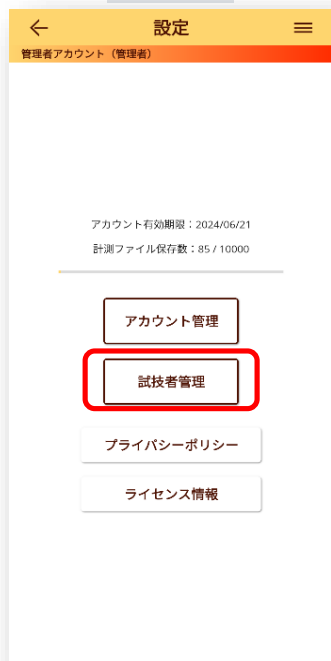 設定
管理者アカウント（管理者）
アカウント有効期限：2024/06/21
計測ファイル保存数：85 / 10000
アカウント管理
試技者管理
プライバシーポリシー
ライセンス情報